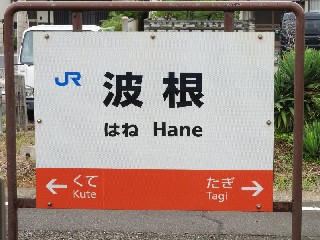 JR 波根
はね Hane
← くて たぎ →
Kute Tagi